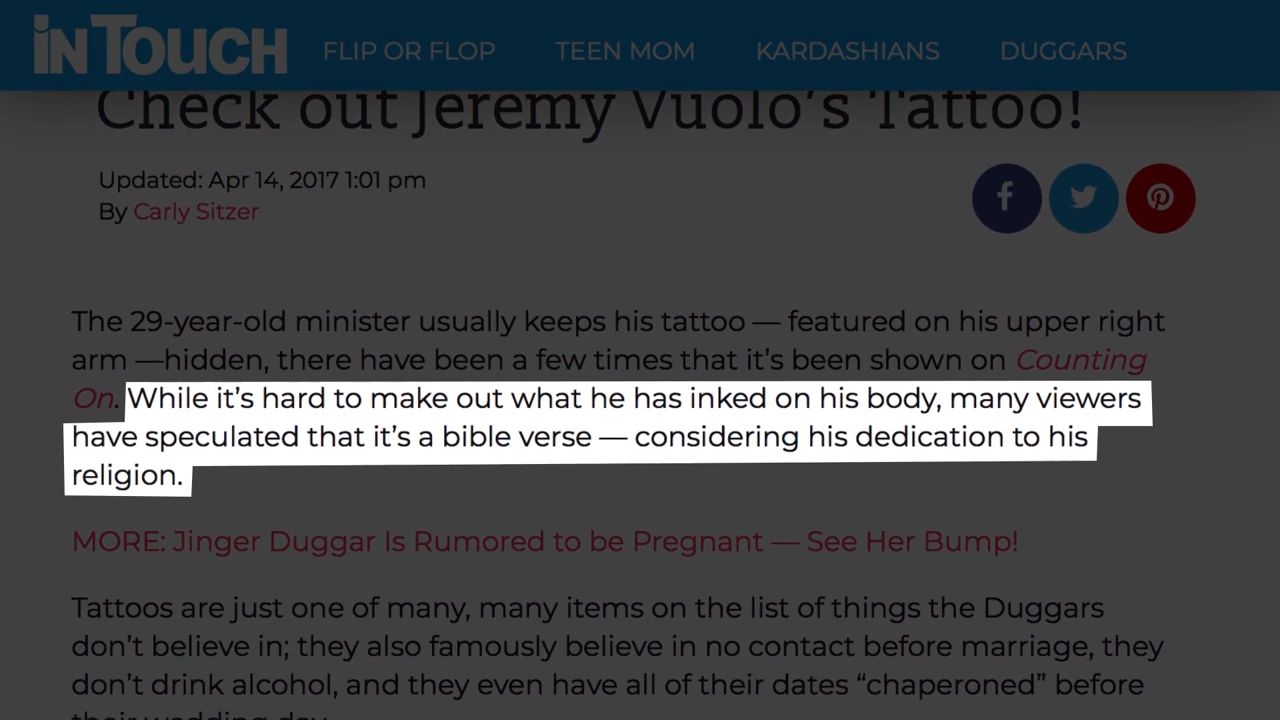 inTouch FLIP OR FLOP TEEN MOM KARDASHIANS DUGGARS
Check out Jeremy Vuolo's Tattoo!
Updated: Apr 14, 2017 1:01 pm
By Carly Sitzer
The 29-year-old minister usually keeps his tattoo — featured on his upper right
arm —hidden, there have been a few times that it's been shown on Counting
On. While it's hard to make out what he has inked on his body, many viewers
have speculated that it's a bible verse — considering his dedication to his
religion.
MORE: Jinger Duggar Is Rumored to be Pregnant — See Her Bump!
Tattoos are just one of many, many items on the list of things the Duggars
don't believe in; they also famously believe in no contact before marriage, they
don't drink alcohol, and they even have all of their dates “chaperoned” before
their wedding day